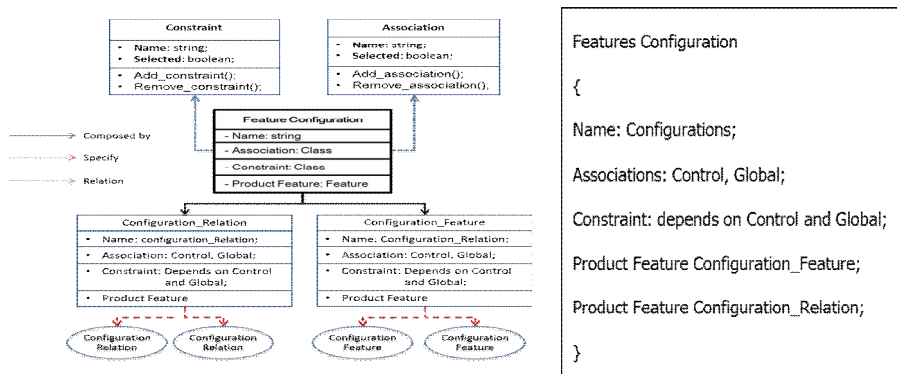 Constraint
• Name: string;
• Selected: boolean;
• Add_constraint();
• Remove_constraint();
Association
• Name: string;
• Selected: boolean;
• Add_association();
• Remove_association();
Feature Configuration
- Name: string
- Association: Class
- Constraint: Class
- Product Feature: Feature
Composed by
Specify
Relation
Configuration_Relation
• Name: configuration_Relation;
• Association: Control, Global;
• Constraint: Depends on Control
and Global;
• Product Feature
Configuration_Feature
• Name: Configuration_Relation;
• Association: Control, Global;
• Constraint: Depends on Control
and Global;
• Product Feature
Configuration
Relation
Configuration
Relation
Configuration
Feature
Configuration
Feature
Features Configuration
{
Name: Configurations;
Associations: Control, Global;
Constraint: depends on Control and Global;
Product Feature Configuration_Feature;
Product Feature Configuration_Relation;
}